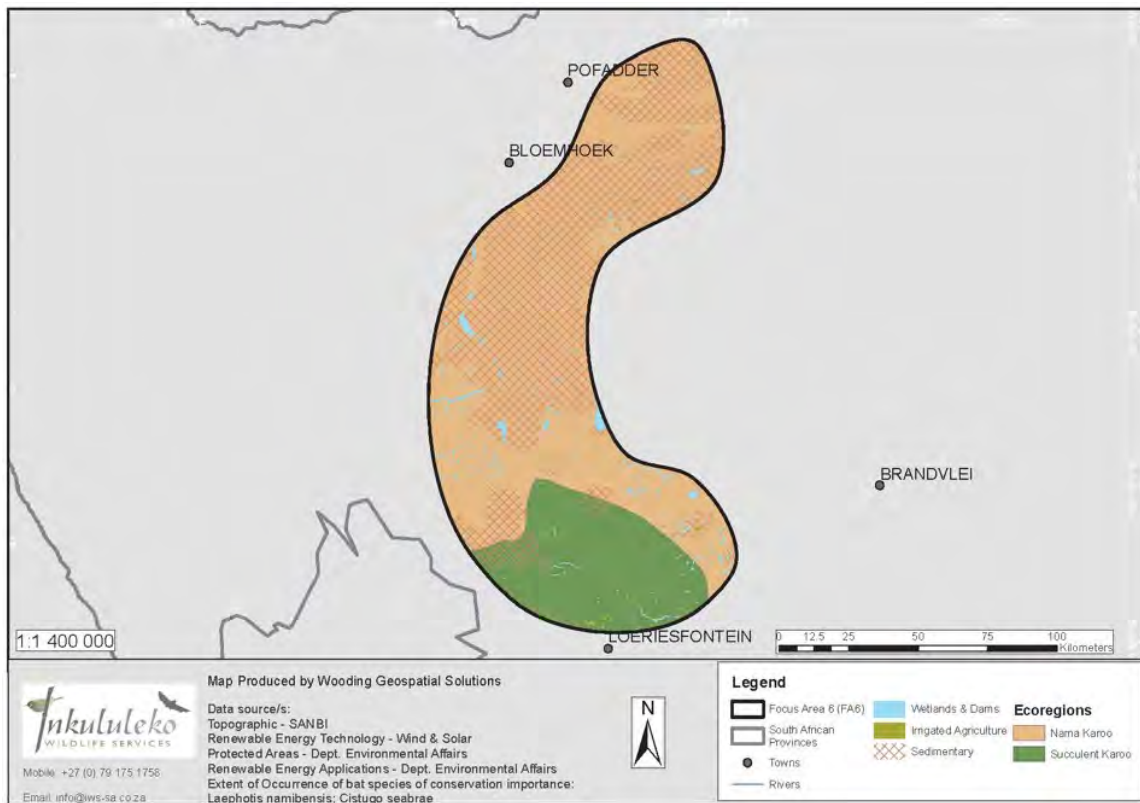 POFADDER
BLOEMHOEK
BRANDVLEI
LOERIESFONTEIN
1:1 400 000
0 12.5 25 50 75 100
Kilometers
Inkululeko
WILDLIFE SERVICES
Mobile: +27 (0) 79 175 1758
Email: info@iws-sa.co.za
Map Produced by Wooding Geospatial Solutions
Data source/s:
Topographic - SANBI
Renewable Energy Technology - Wind & Solar
Protected Areas - Dept. Environmental Affairs
Renewable Energy Applications - Dept. Environmental Affairs
Extent of Occurrence of bat species of conservation importance:
Laephotis namibensis; Cistugo seabrae
N
Legend
Focus Area 6 (FA6)
South African
Provinces
Towns
Rivers
Wetlands & Dams
Irrigated Agriculture
Sedimentary
Ecoregions
Nama Karoo
Succulent Karoo